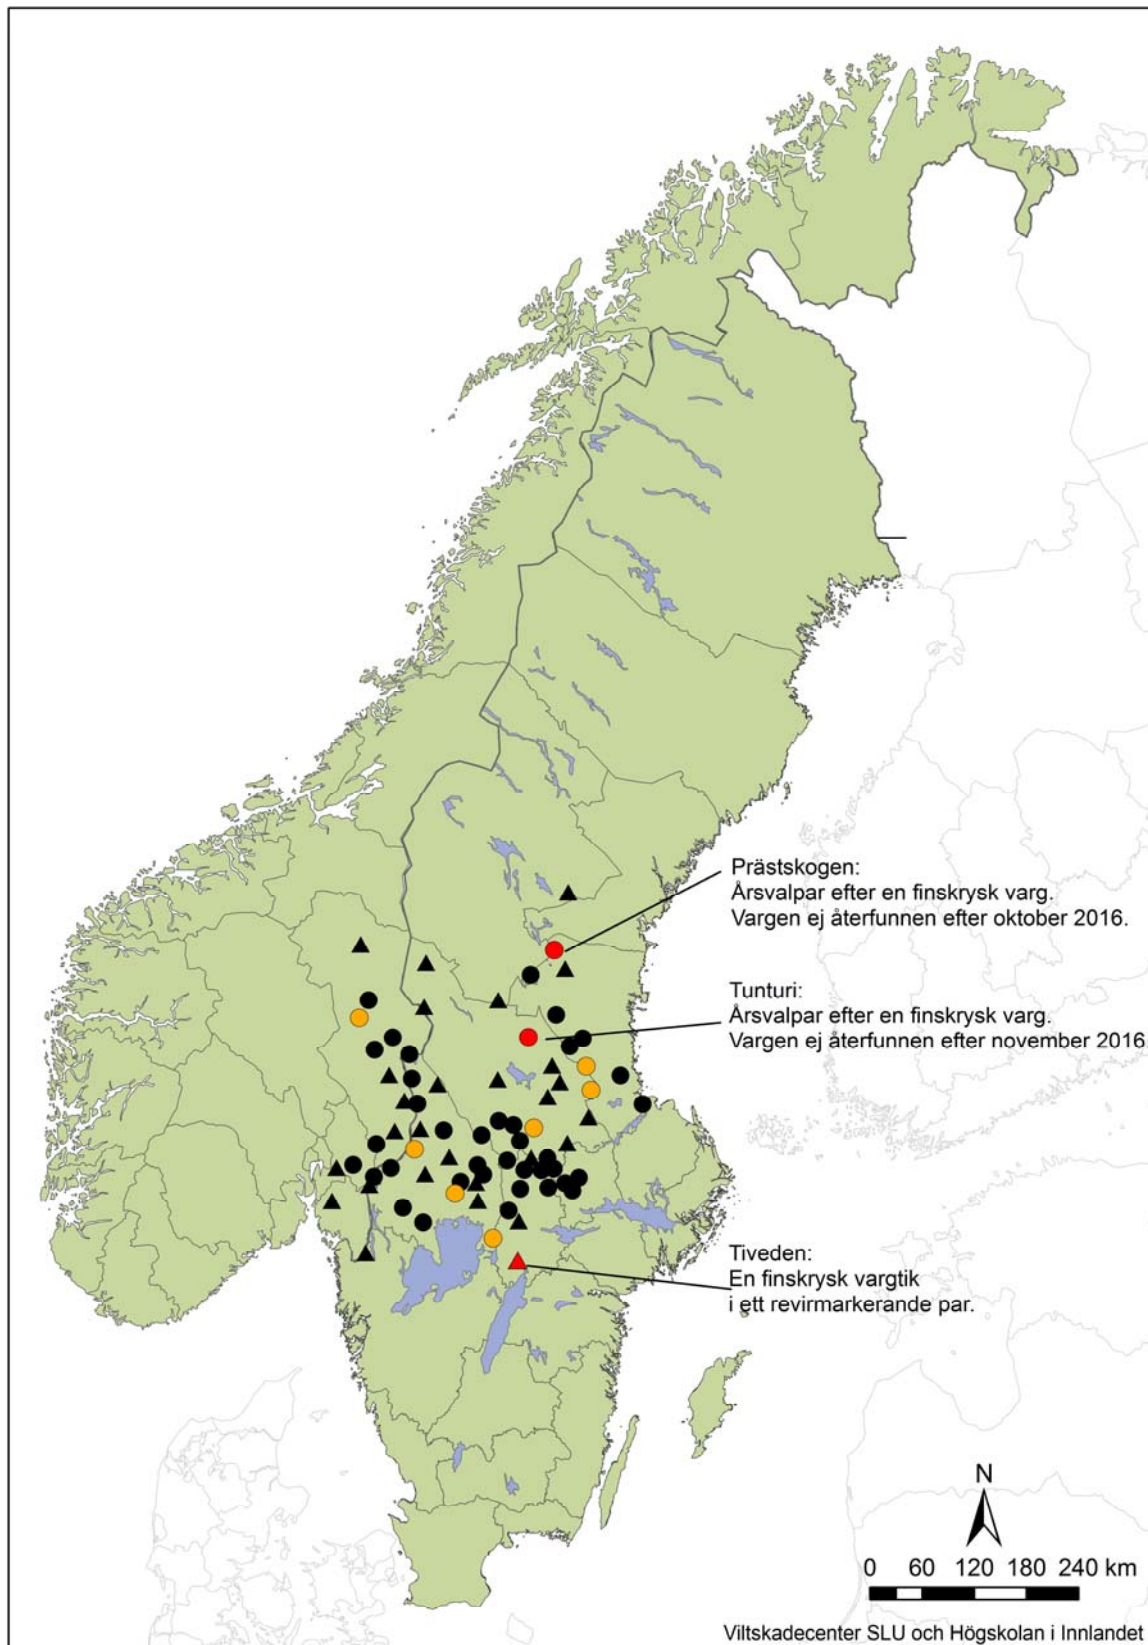 Prästskogen:
Årsvalpar efter en finskrysk varg.
Vargen ej återfunnen efter oktober 2016.
Tunturi:
Årsvalpar efter en finskrysk varg.
Vargen ej återfunnen efter november 2016
Tiveden:
En finskrysk vargtik
i ett revirmarkerande par.
N
0 60 120 180 240 km
Viltskadecenter SLU och Högskolan i Innlandet